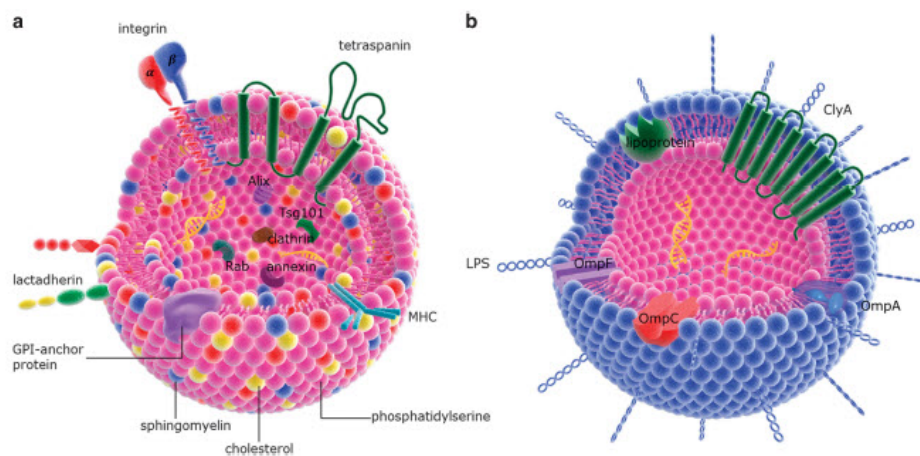 a
b
integrin
β
α
tetraspanin
ClyA
lipoprotein
Alix
Tsg101
clathrin
Rab
annexin
lactadherin
LPS
OmpF
OmpA
OmpC
MHC
GPI-anchor
protein
sphingomyelin
cholesterol
phosphatidylserine